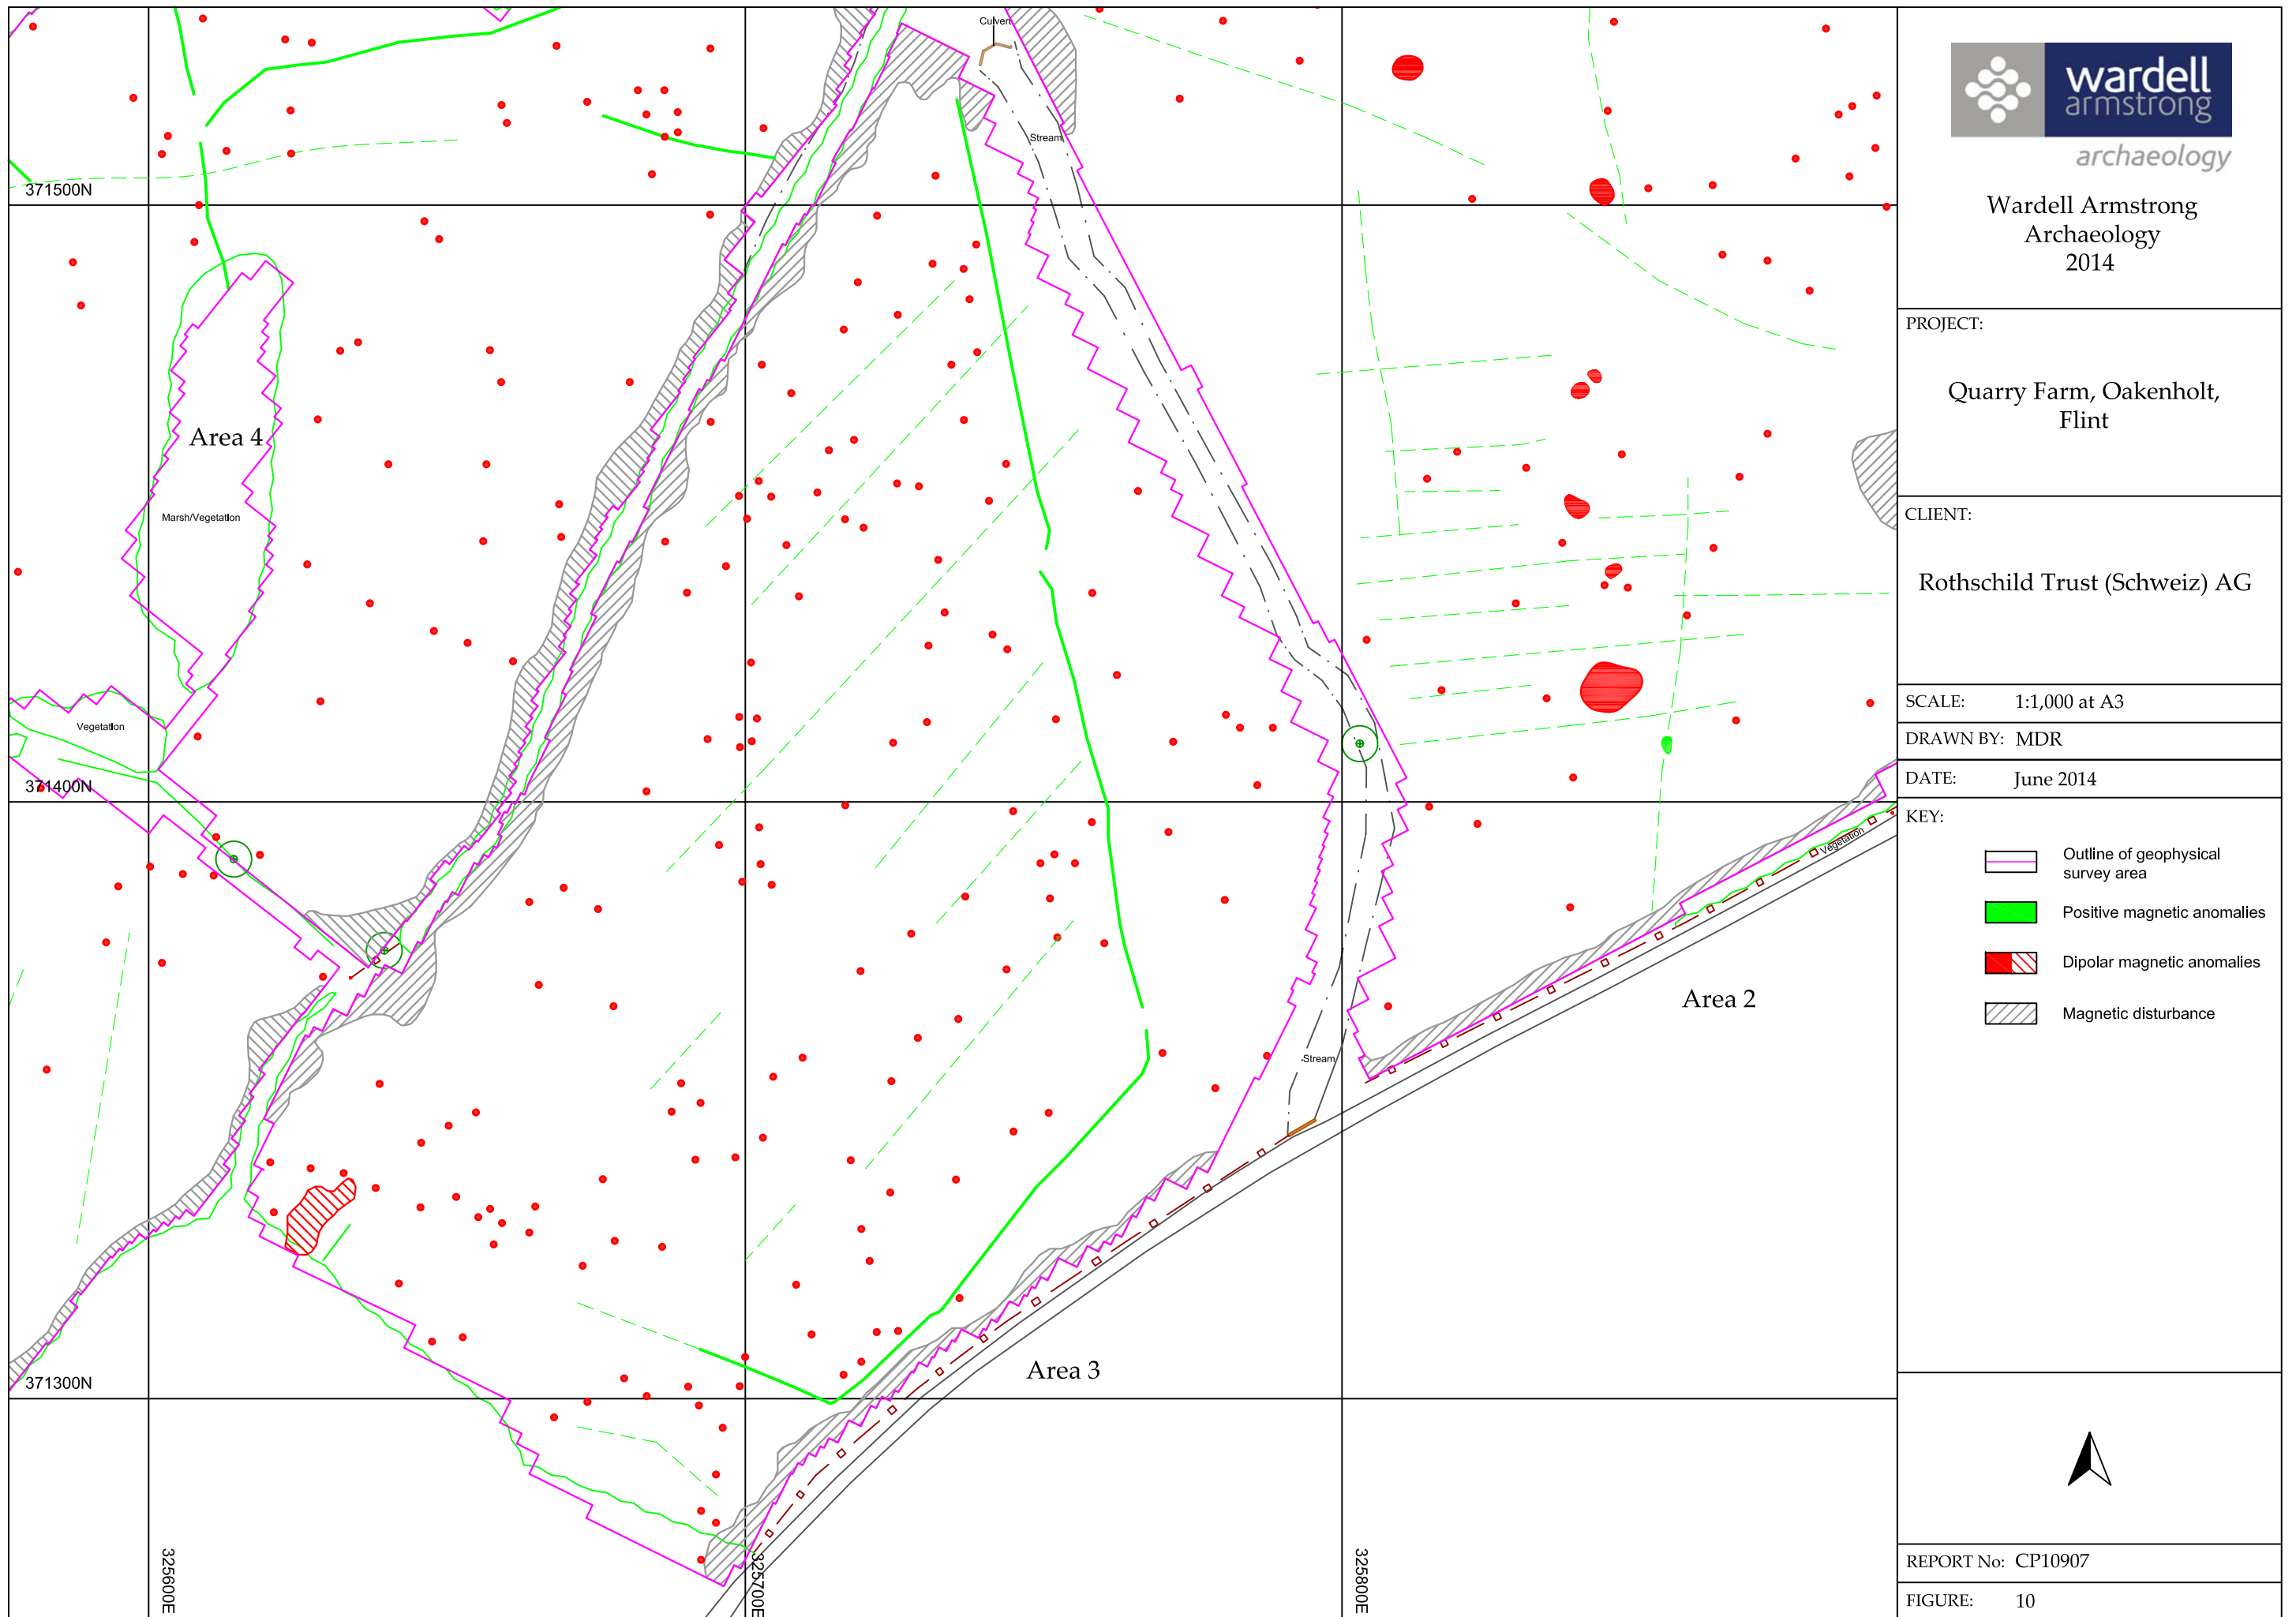 Culvert
Stream
371500N
Area 4
Marsh/Vegetation
Vegetation
371400N
Vegetation
Area 2
Stream
Area 3
371300N
325600E
325700E
325800E
wardell
armstrong
archaeology
Wardell Armstrong
Archaeology
2014
PROJECT:
Quarry Farm, Oakenholt,
Flint
CLIENT:
Rothschild Trust (Schweiz) AG
SCALE: 1:1,000 at A3
DRAWN BY: MDR
DATE: June 2014
KEY:
Outline of geophysical
survey area
Positive magnetic anomalies
Dipolar magnetic anomalies
Magnetic disturbance
REPORT No: CP10907
FIGURE: 10